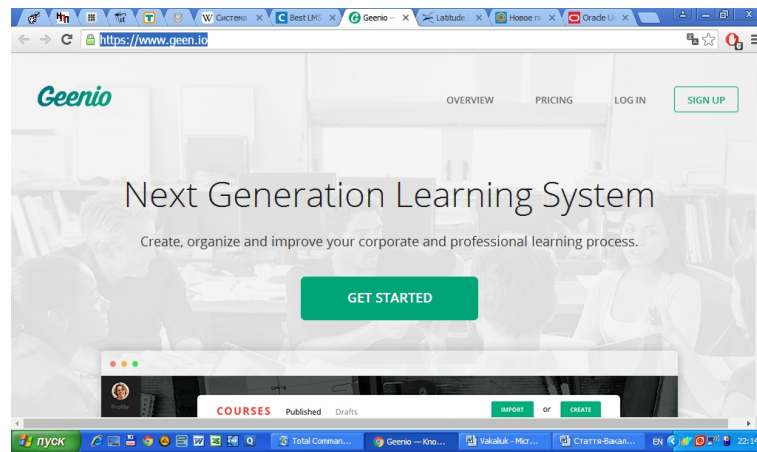 W Система
C Best LMS
Geenio –
Latitude
Новое п
Oracle U
https://www.geen.io
Geenio
OVERVIEW PRICING LOG IN SIGN UP
Next Generation Learning System
Create, organize and improve your corporate and professional learning process.
GET STARTED
Profile
COURSES Published Drafts IMPORT or CREATE
пуск Total Comman... Geenio — Kno... Vakaliuk - Micr... Стаття-Вакал... EN 22:14